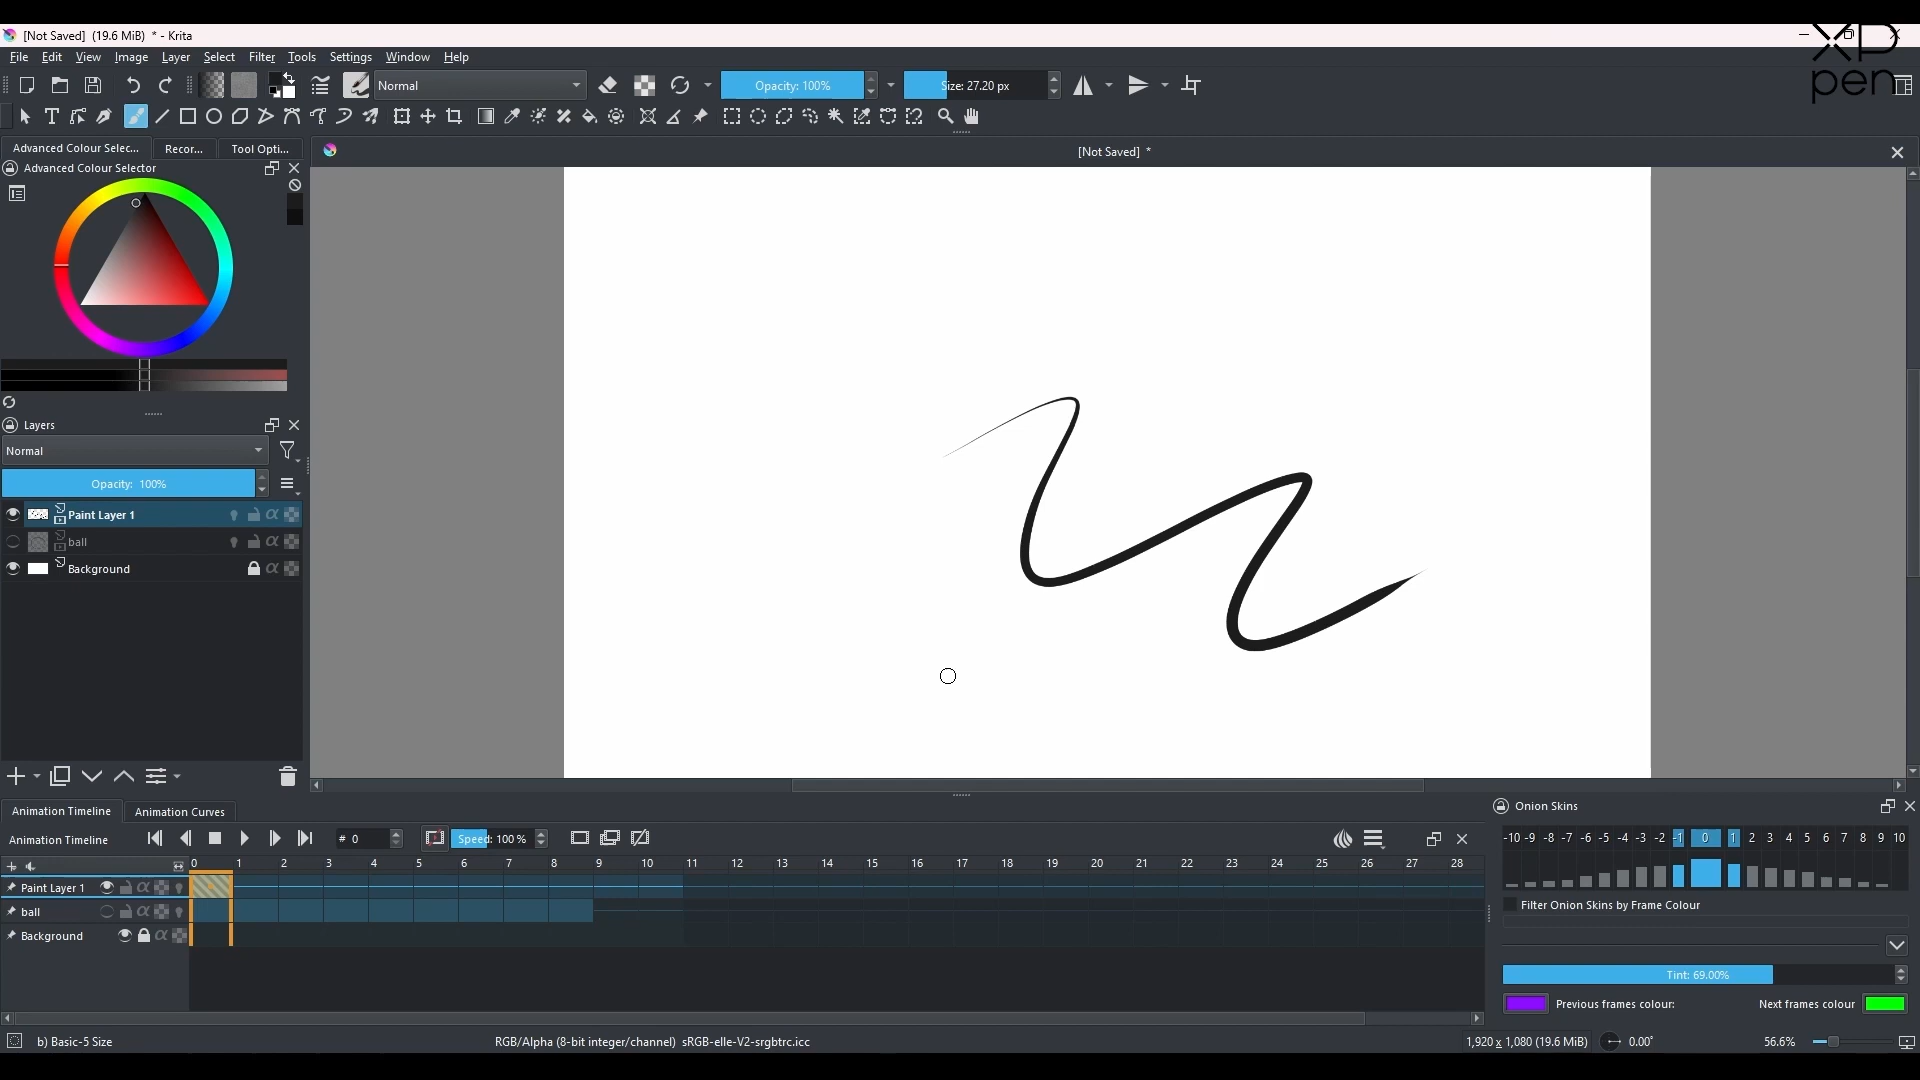 [Not Saved] (19.6 MiB) * - Krita
XP
pen
File Edit View Image Layer Select Filter Tools Settings Window Help
Normal
Opacity: 100%
Size: 27.20 px
Advanced Colour Selec... Recor... Tool Opti...
[Not Saved] *
Advanced Colour Selector
Layers
Normal
Opacity: 100%
Paint Layer 1
ball
Background
Animation Timeline Animation Curves
Animation Timeline
# 0
Speed: 100 %
0 1 2 3 4 5 6 7 8 9 10 11 12 13 14 15 16 17 18 19 20 21 22 23 24 25 26 27 28
Paint Layer 1
ball
Background
Onion Skins
-10 -9 -8 -7 -6 -5 -4 -3 -2 -1 0 1 2 3 4 5 6 7 8 9 10
Filter Onion Skins by Frame Colour
Tint: 69.00%
Previous frames colour: Next frames colour
b) Basic-5 Size
RGB/Alpha (8-bit integer/channel) sRGB-elle-V2-srgbtrc.icc
1,920 x 1,080 (19.6 MiB)
0.00°
56.6%